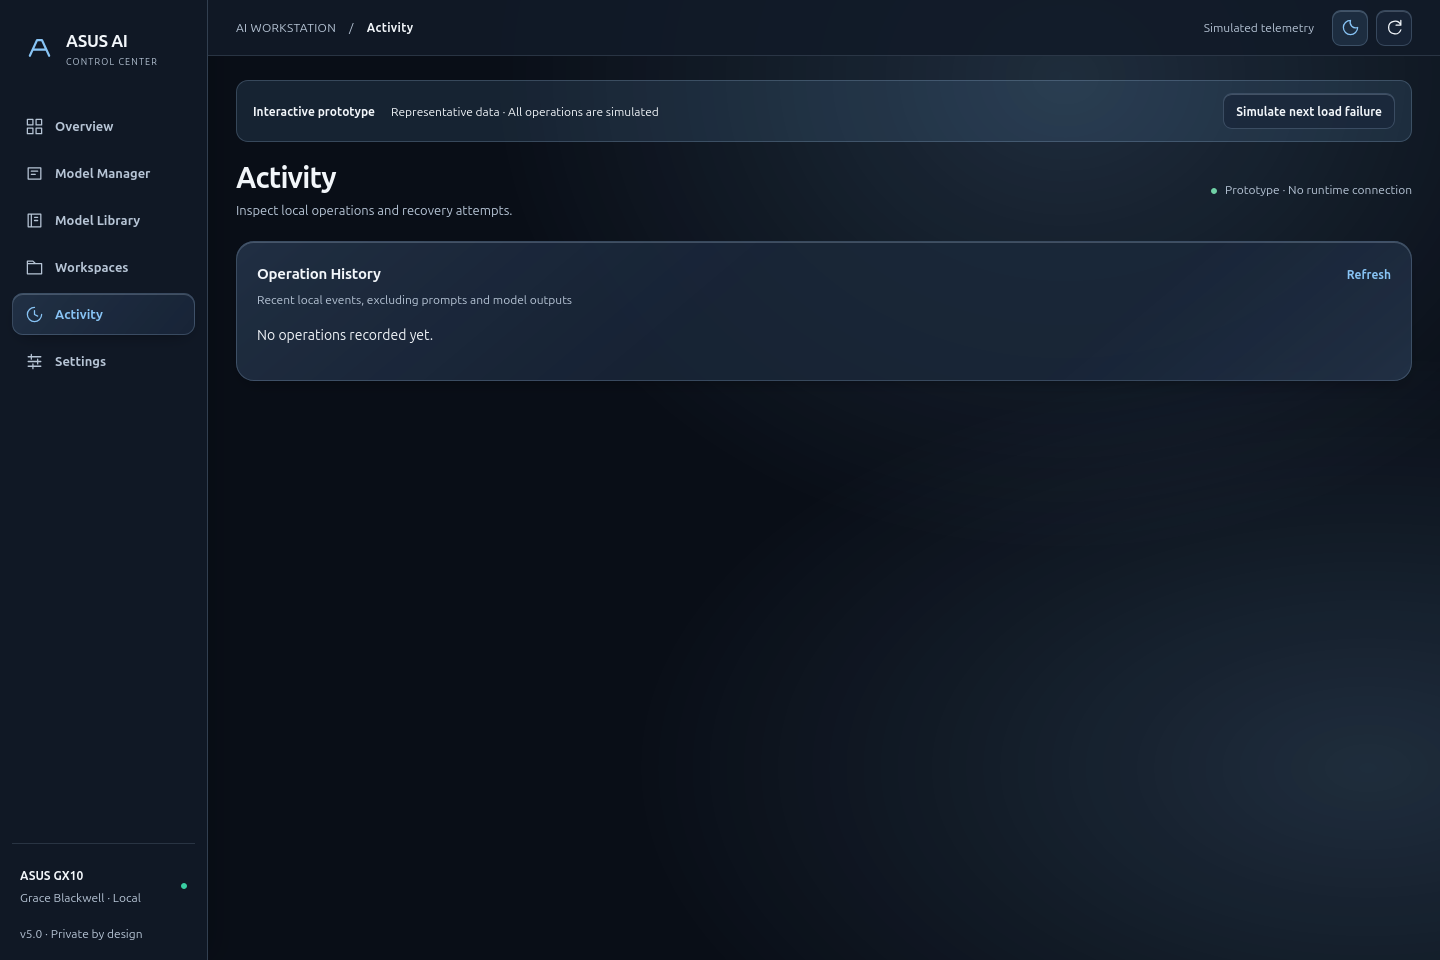 ASUS AI
CONTROL CENTER
Overview
Model Manager
Model Library
Workspaces
Activity
Settings
ASUS GX10
Grace Blackwell · Local
v5.0 · Private by design
AI WORKSTATION / Activity
Simulated telemetry
Interactive prototype Representative data · All operations are simulated
Simulate next load failure
Activity
Inspect local operations and recovery attempts.
Prototype · No runtime connection
Operation History
Refresh
Recent local events, excluding prompts and model outputs
No operations recorded yet.